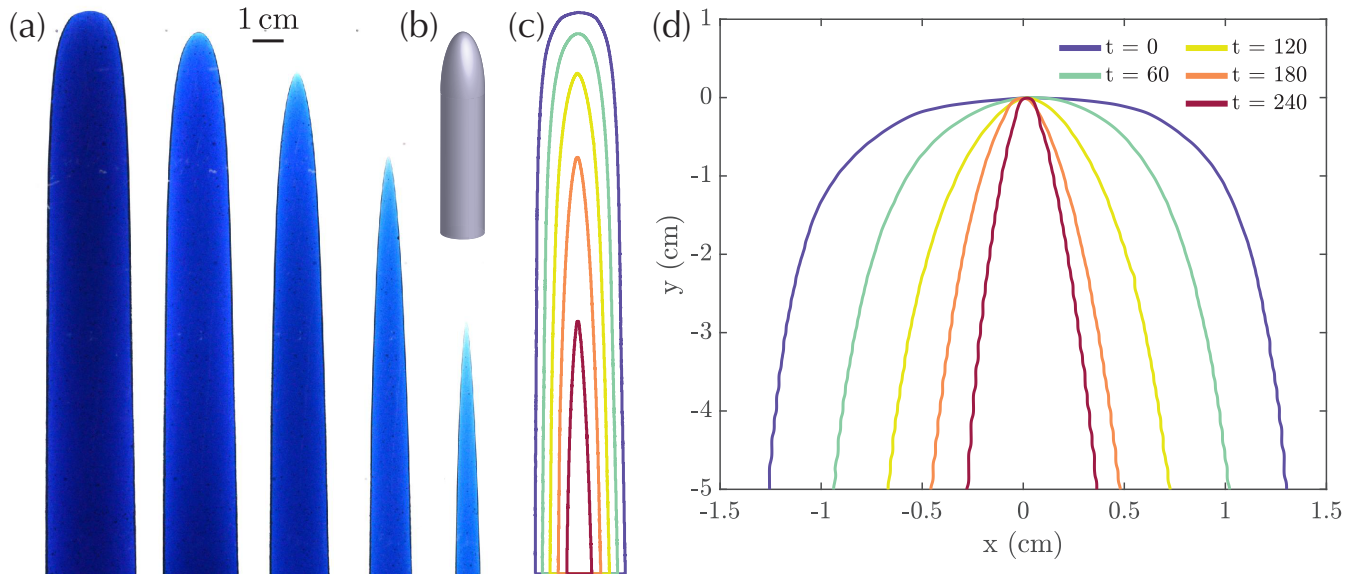 (a)
1 cm
(b)
(c)
(d)
1
0
-1
-2
-3
-4
-5
y (cm)
t = 0
t = 60
t = 120
t = 180
t = 240
-1.5
-1
-0.5
0
0.5
1
1.5
x (cm)